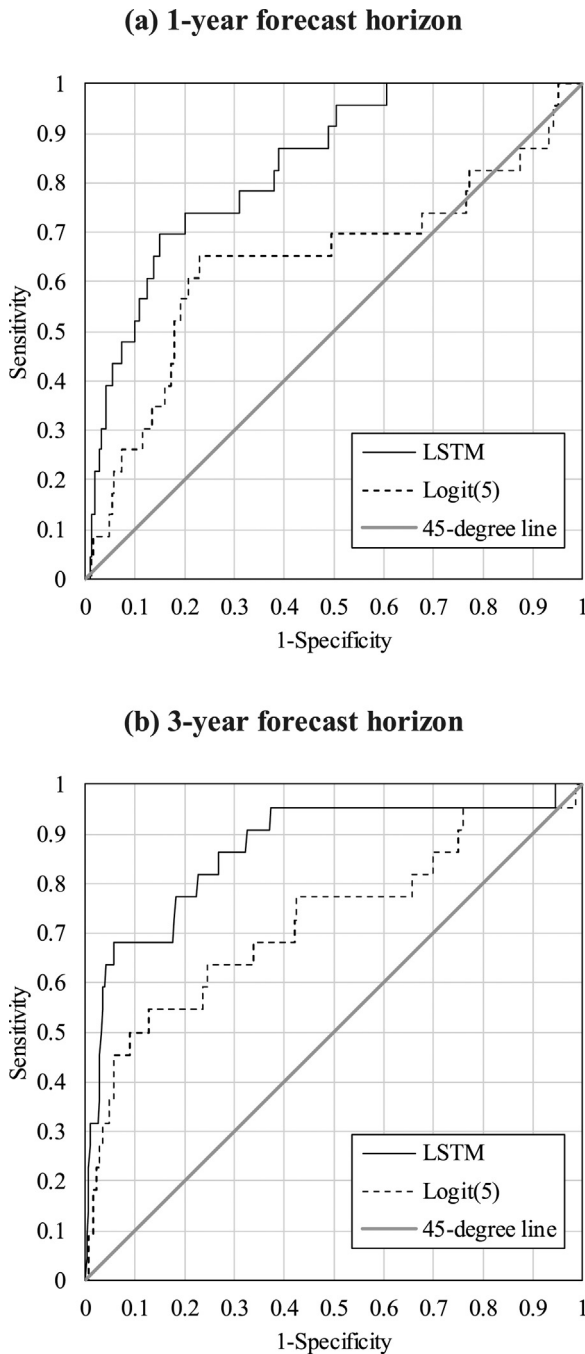 (a) 1-year forecast horizon
1
0.9
0.8
0.7
0.6
0.5
0.4
0.3
0.2
0.1
0
Sensitivity
LSTM
Logit(5)
45-degree line
0 0.1 0.2 0.3 0.4 0.5 0.6 0.7 0.8 0.9 1
1-Specificity
(b) 3-year forecast horizon
1
0.9
0.8
0.7
0.6
0.5
0.4
0.3
0.2
0.1
0
Sensitivity
LSTM
Logit(5)
45-degree line
0 0.1 0.2 0.3 0.4 0.5 0.6 0.7 0.8 0.9 1
1-Specificity